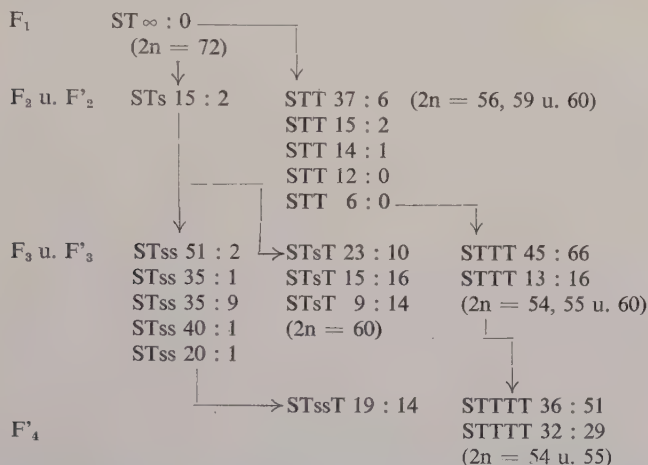 F₁ ST ∞ : 0
(2n = 72)
F₂ u. F'₂ STs 15 : 2 STT 37 : 6 (2n = 56, 59 u. 60)
STT 15 : 2
STT 14 : 1
STT 12 : 0
STT 6 : 0
F₃ u. F'₃ STss 51 : 2 STsT 23 : 10 STTT 45 : 66
STss 35 : 1 STsT 15 : 16 STTT 13 : 16
STss 35 : 9 STsT 9 : 14 (2n = 54, 55 u. 60)
STss 40 : 1 (2n = 60)
STss 20 : 1
STssT 19 : 14 STTTT 36 : 51
F'₄ STTTT 32 : 29
(2n = 54 u. 55)